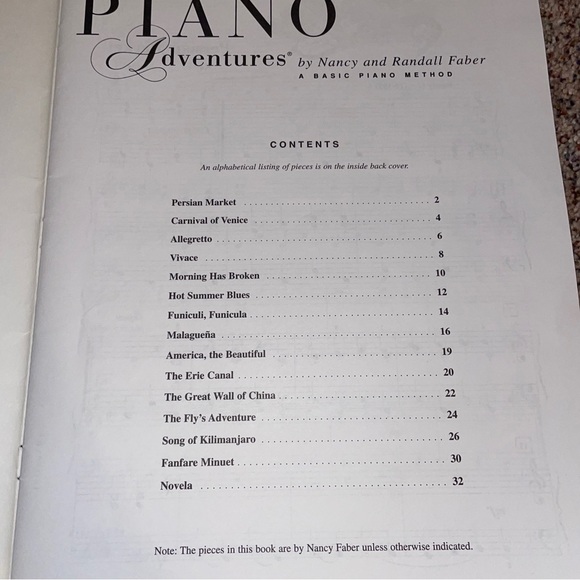 PIANO
Adventures® by Nancy and Randall Faber
A BASIC PIANO METHOD
CONTENTS
An alphabetical listing of pieces is on the inside back cover.
Persian Market 2
Carnival of Venice 4
Allegretto 6
Vivace 8
Morning Has Broken 10
Hot Summer Blues 12
Funiculi, Funicula 14
Malagueña 16
America, the Beautiful 19
The Erie Canal 20
The Great Wall of China 22
The Fly's Adventure 24
Song of Kilimanjaro 26
Fanfare Minuet 30
Novela 32
Note: The pieces in this book are by Nancy Faber unless otherwise indicated.